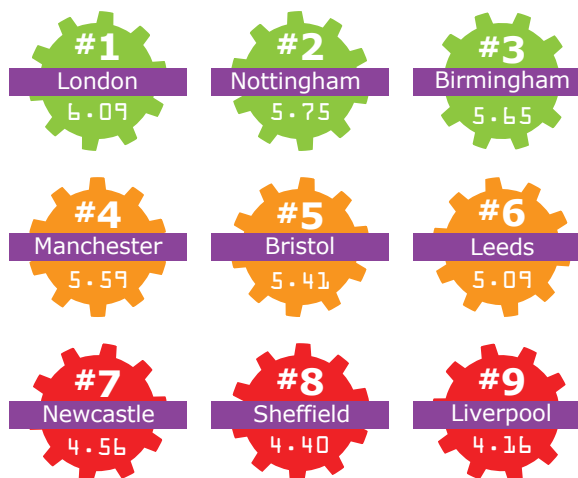 #1
London
6.09
#2
Nottingham
5.75
#3
Birmingham
5.65
#4
Manchester
5.59
#5
Bristol
5.41
#6
Leeds
5.09
#7
Newcastle
4.56
#8
Sheffield
4.40
#9
Liverpool
4.16